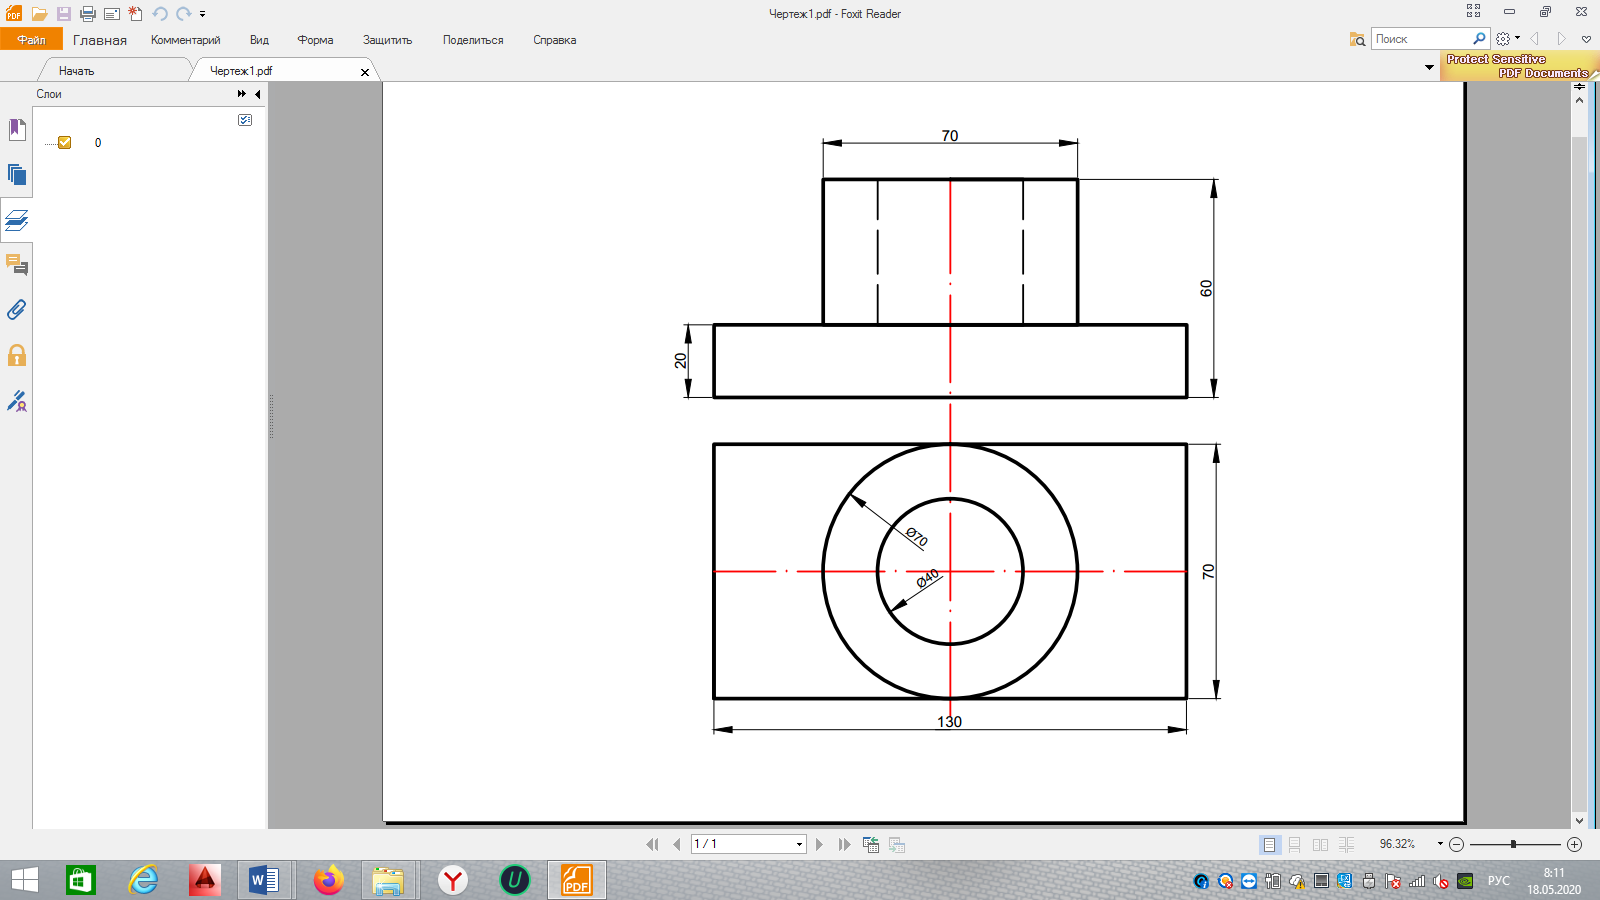 Чертеж1.pdf - Foxit Reader
Файл Главная Комментарий Вид Форма Защитить Поделиться Справка Поиск
Начать Чертеж1.pdf Protect Sensitive
PDF Documents
Слои
0
70
60
20
Ø70
Ø40
70
130
1 / 1 96.32%
W Y U PDF РУС 8:11
18.05.2020